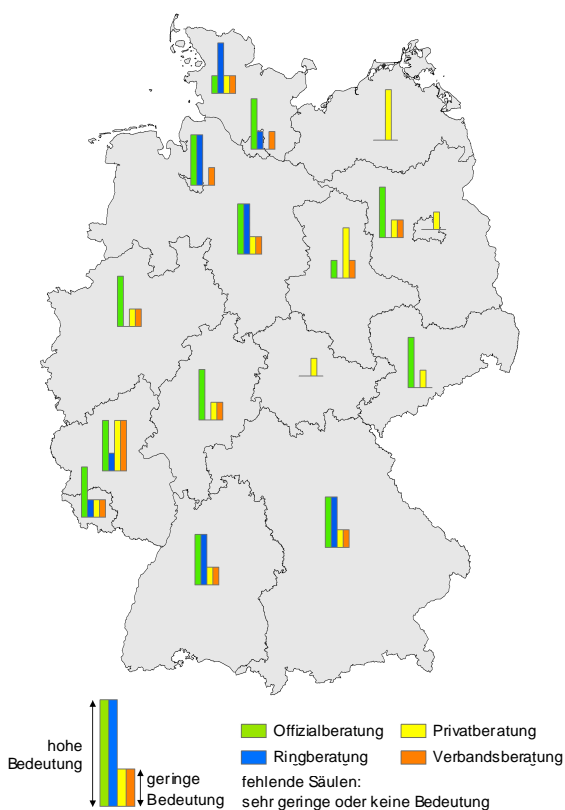 hohe
Bedeutung
geringe
Bedeutung
Offizialberatung
Privatberatung
Ringberatung
Verbandsberatung
fehlende Säulen:
sehr geringe oder keine Bedeutung